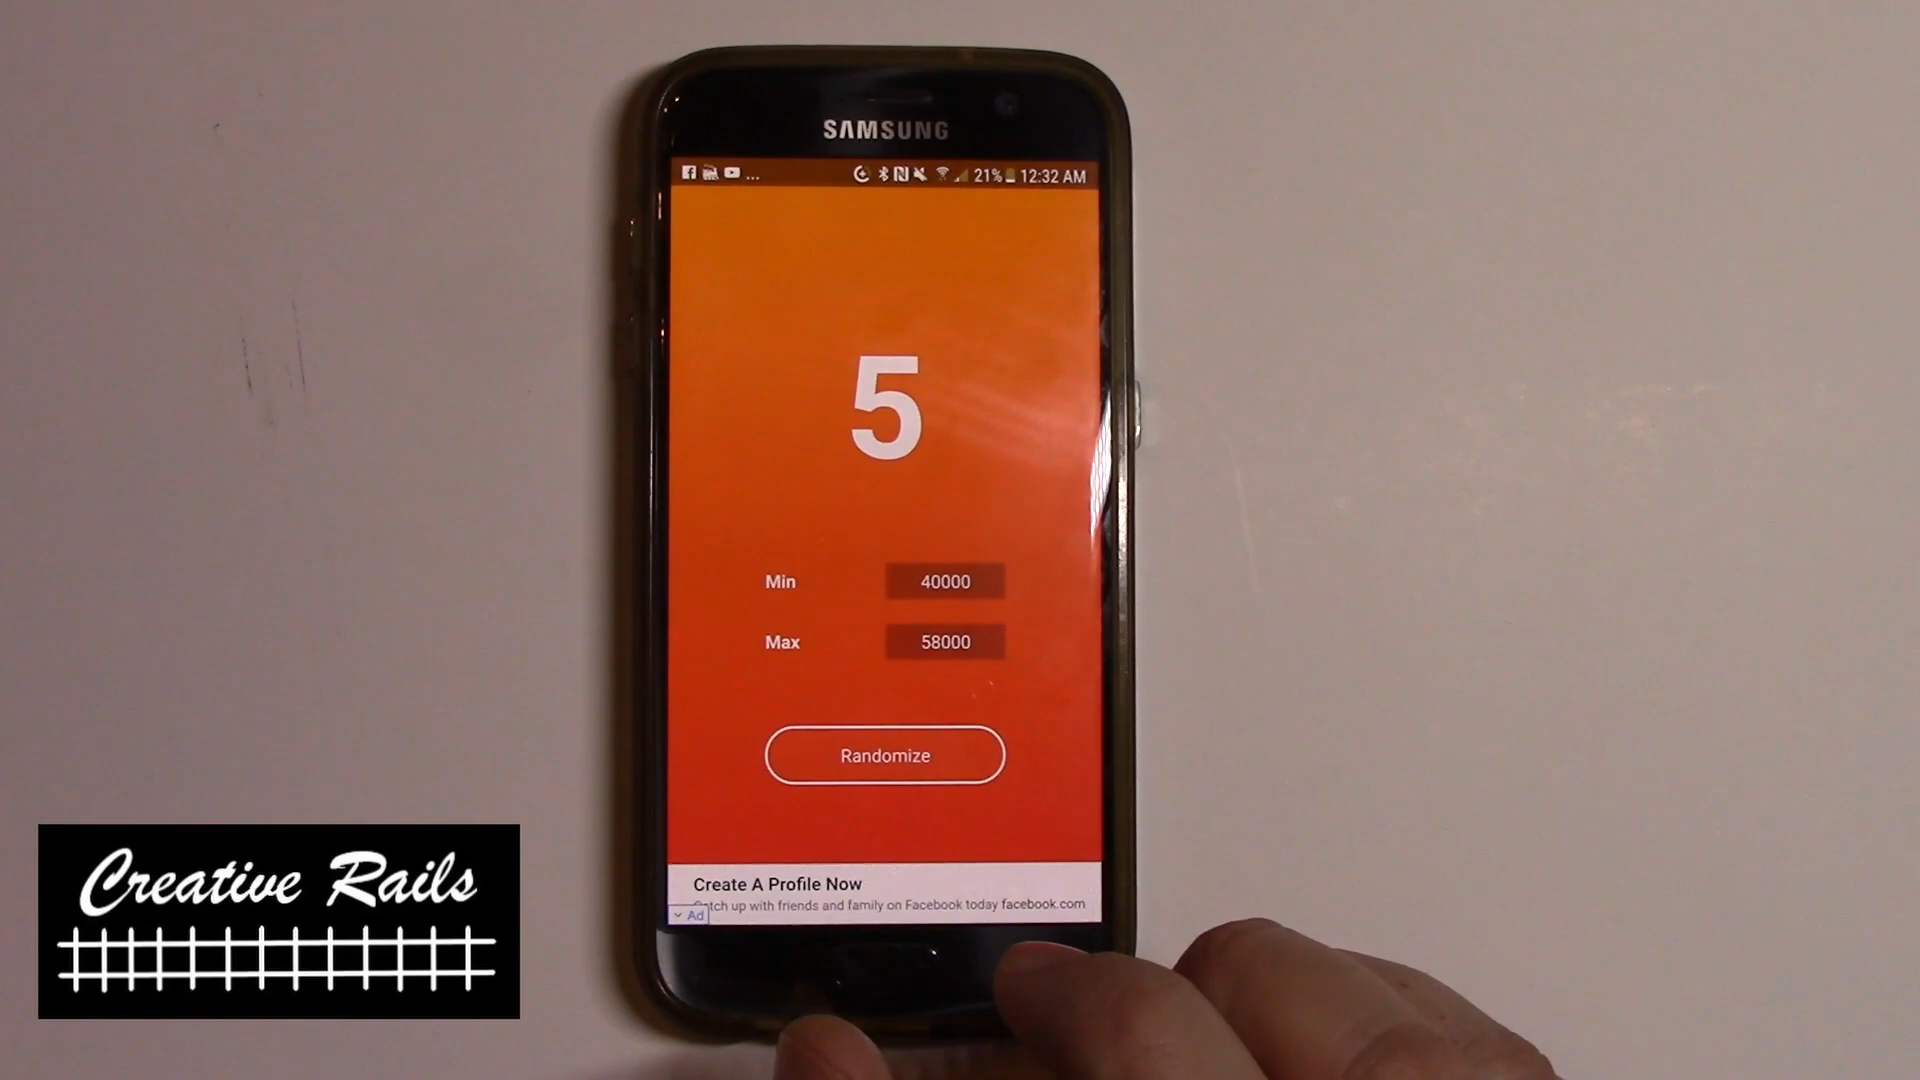 SAMSUNG
... 21% 12:32 AM
5
Min 40000
Max 58000
Randomize
Create A Profile Now
Catch up with friends and family on Facebook today facebook.com
Ad
Creative Rails